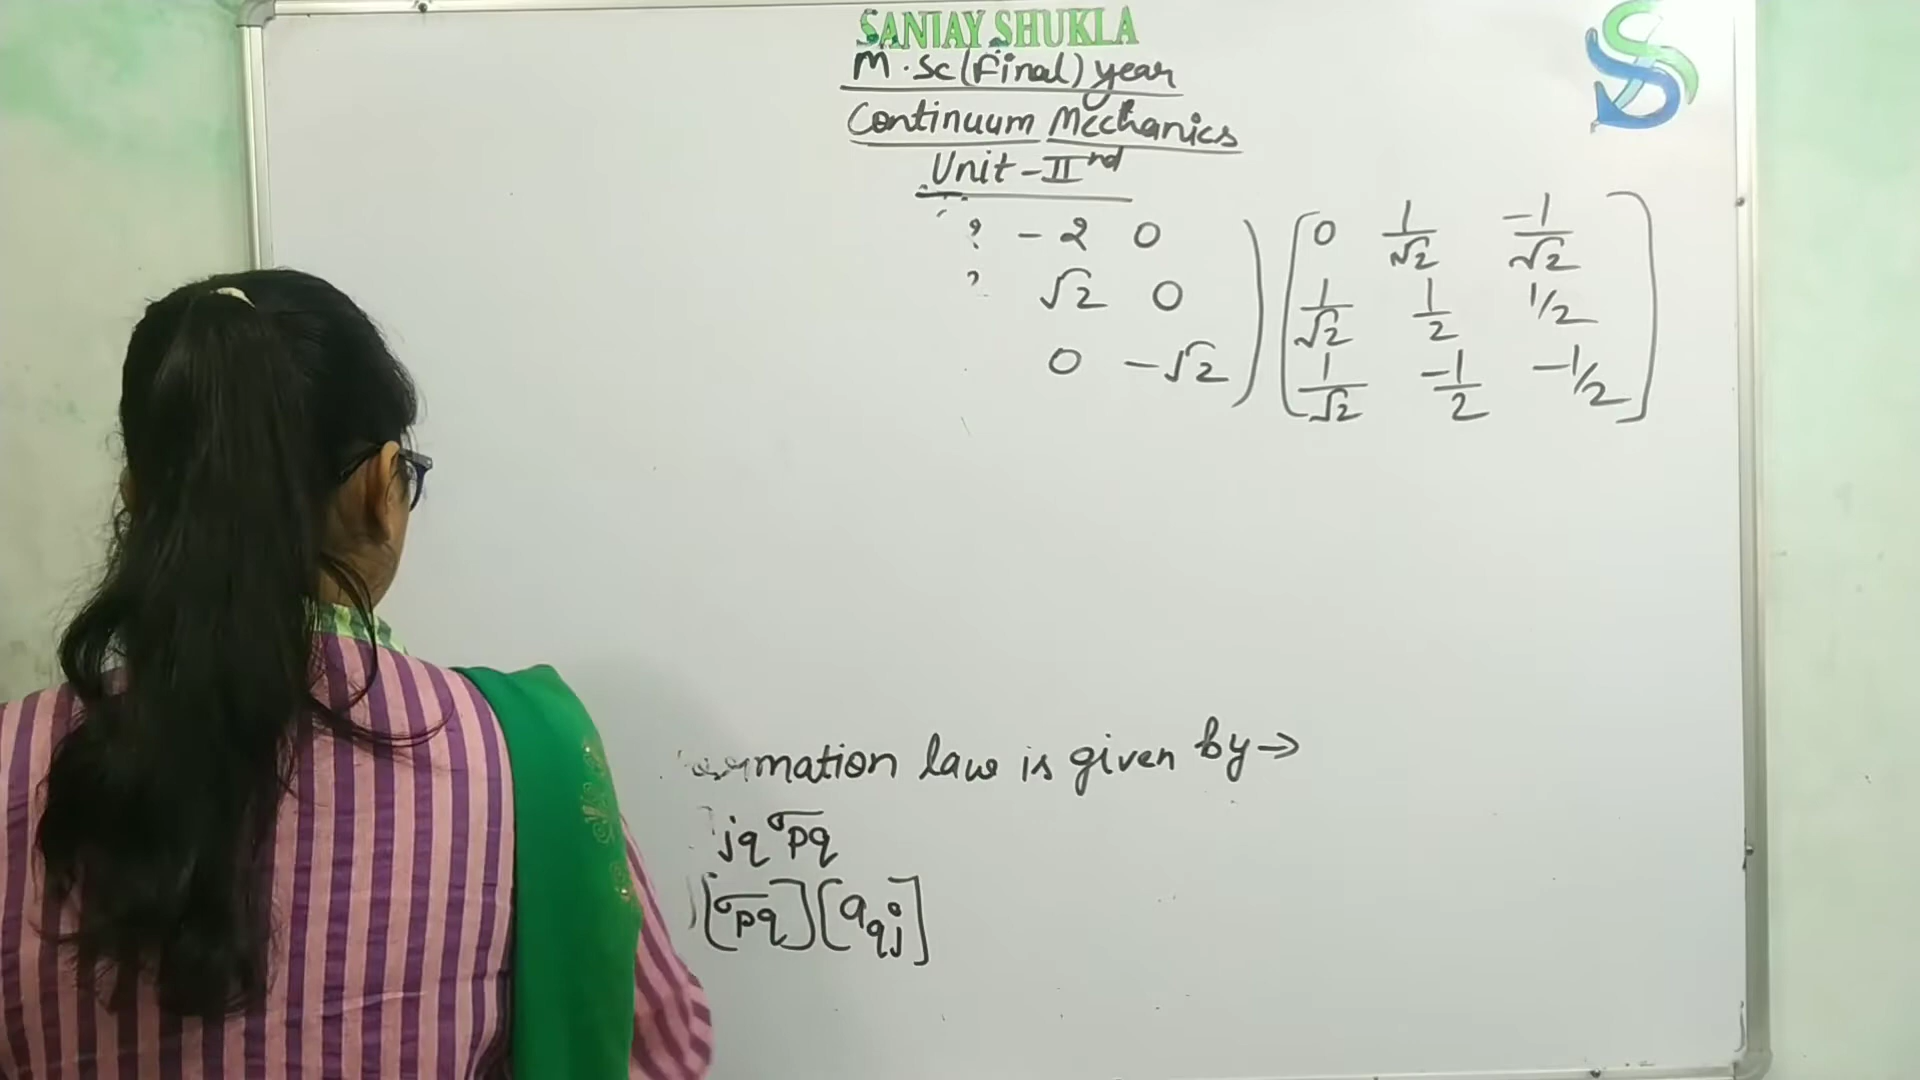 SANJAY SHUKLA
M.Sc(Final) year
Continuum Mechanics
Unit-IInd
-2 0
√2 0
0 -√2
0 1/√2 -1/√2
1/√2 1/2 1/2
1/√2 -1/2 -1/2
mation law is given by→
jq σpq
[σpq][aqj]